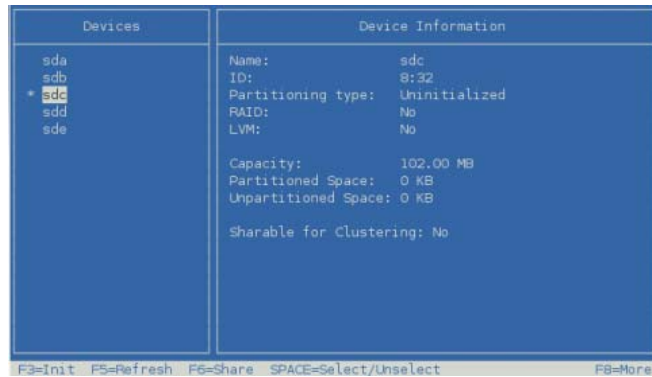 Devices
Device Information
sda
sdb
* sdc
sdd
sde
Name: sdc
ID: 8:32
Partitioning type: Uninitialized
RAID: No
LVM: No
Capacity: 102.00 MB
Partitioned Space: 0 KB
Unpartitioned Space: 0 KB
Sharable for Clustering: No
F3=Init F5=Refresh F6=Share SPACE=Select/Unselect F8=More